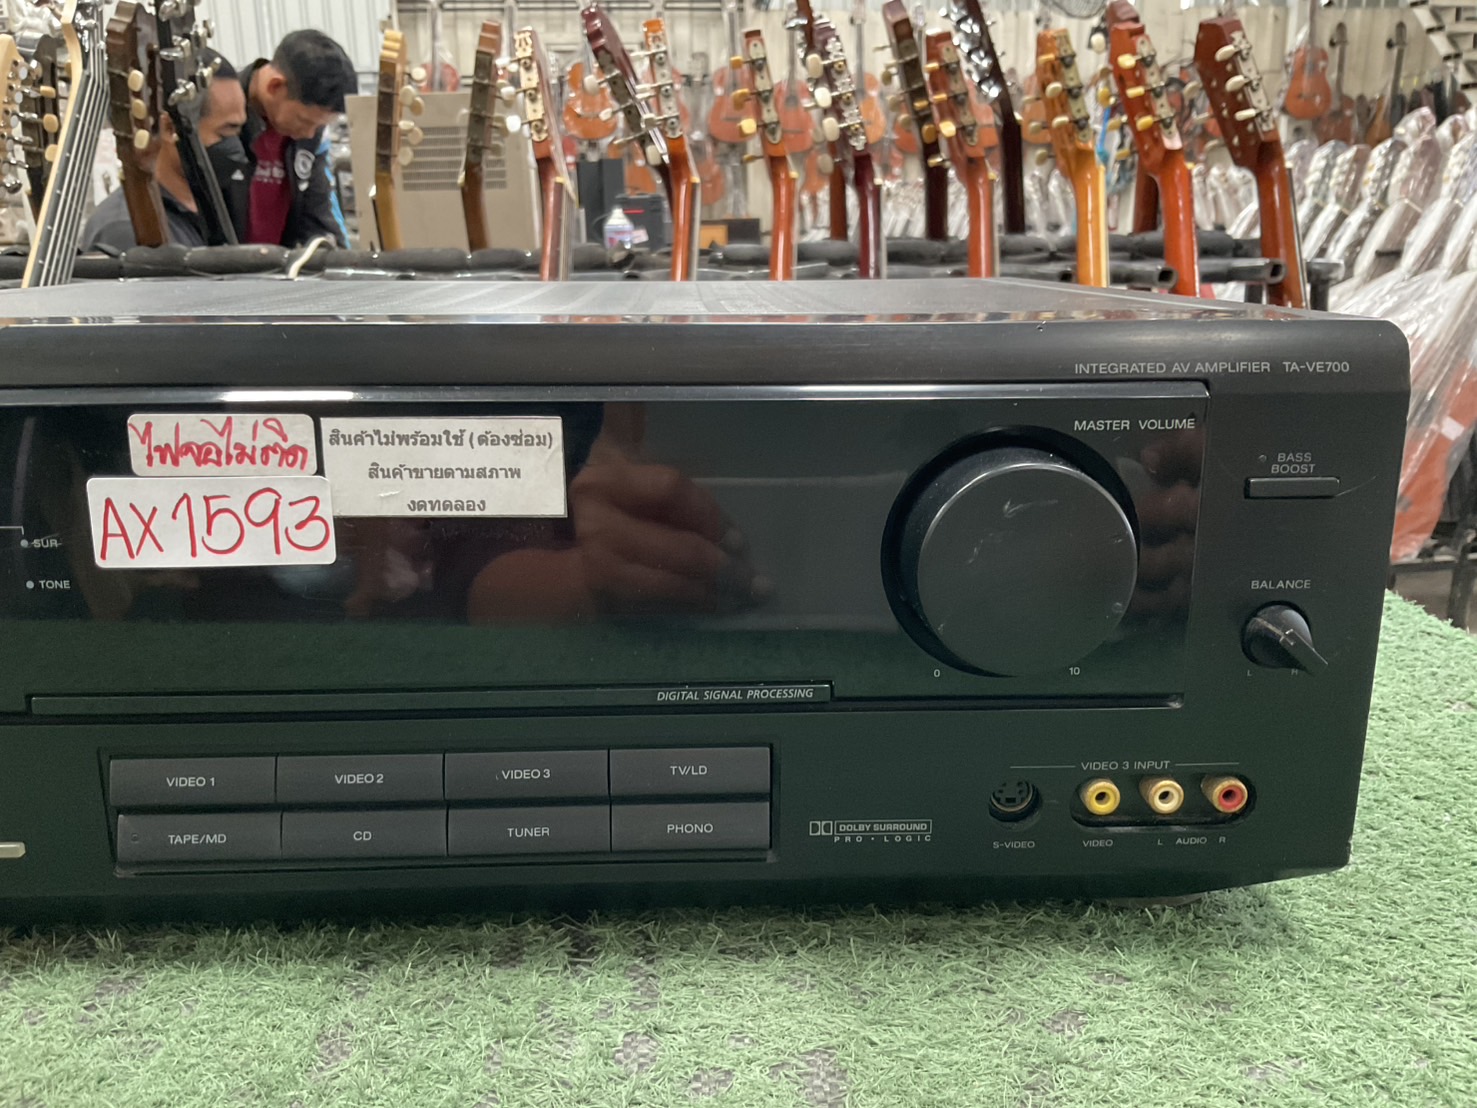 INTEGRATED AV AMPLIFIER TA-VE700
MASTER VOLUME
ไฟจอไม่ติด
สินค้าไม่พร้อมใช้ (ต้องซ่อม)
สินค้าขายตามสภาพ
งดทดลอง
AX1593
BASS
BOOST
SUR
TONE
BALANCE
L R
0 10
DIGITAL SIGNAL PROCESSING
VIDEO 1 VIDEO 2 VIDEO 3 TV/LD
TAPE/MD CD TUNER PHONO
DOLBY SURROUND
PRO • LOGIC
VIDEO 3 INPUT
S-VIDEO VIDEO L AUDIO R